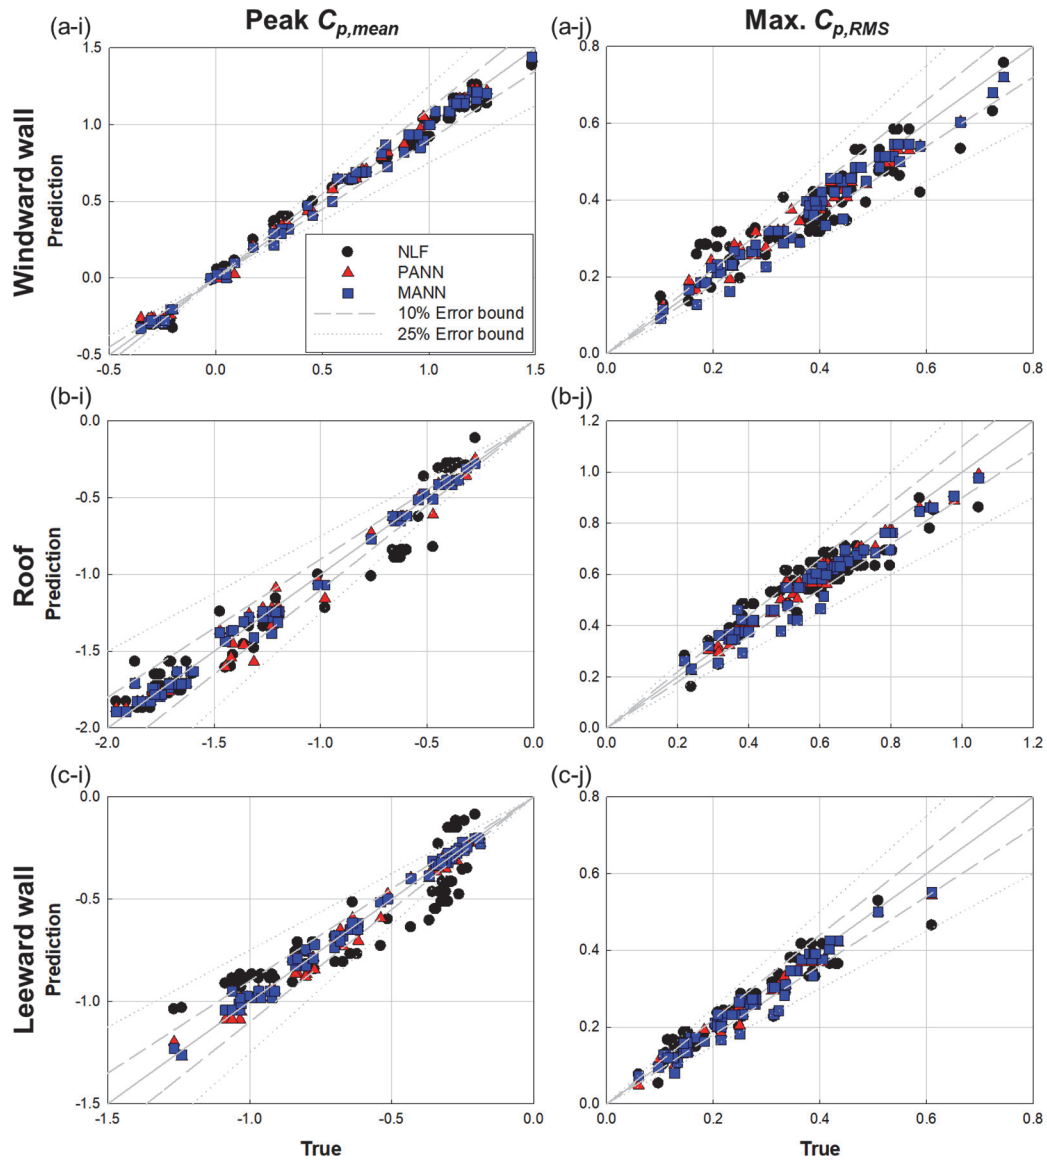 Peak Cp,mean
Max. Cp,RMS
(a-i)
Windward wall
Prediction
1.5
1.0
0.5
0.0
-0.5
-0.5
0.0
0.5
1.0
1.5
NLF
PANN
MANN
10% Error bound
25% Error bound
(a-j)
0.8
0.6
0.4
0.2
0.0
0.0
0.2
0.4
0.6
0.8
(b-i)
Roof
Prediction
0.0
-0.5
-1.0
-1.5
-2.0
-2.0
-1.5
-1.0
-0.5
0.0
(b-j)
1.2
1.0
0.8
0.6
0.4
0.2
0.0
0.0
0.2
0.4
0.6
0.8
1.0
1.2
(c-i)
Leeward wall
Prediction
0.0
-0.5
-1.0
-1.5
-1.5
-1.0
-0.5
0.0
True
(c-j)
0.8
0.6
0.4
0.2
0.0
0.0
0.2
0.4
0.6
0.8
True